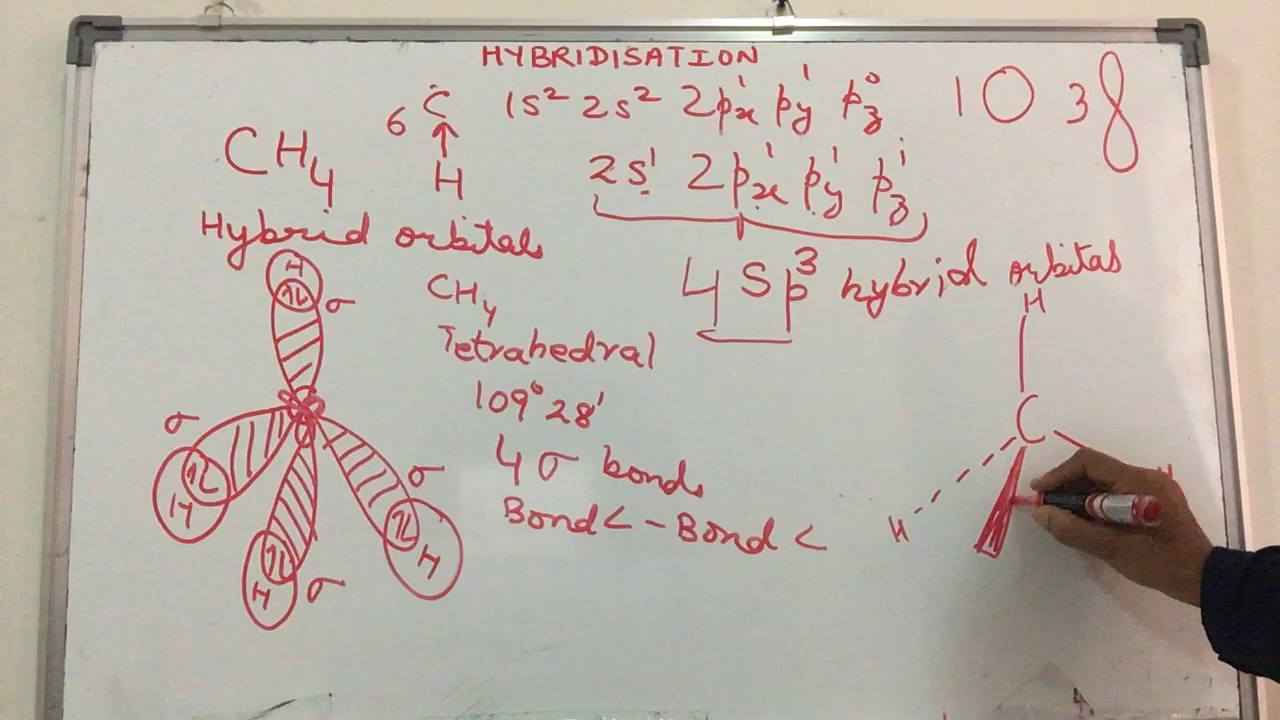 HYBRIDISATION
6 C 1s² 2s² 2px¹ py¹ pz⁰ 1038
CH₄ H 2s¹ 2px¹ py¹ pz¹
Hybrid orbitals
4 Sp³ hybrid orbitals
CH₄
Tetrahedral
109° 28'
4 σ bonds
Bond < - Bond <
H σ
σ H
H σ
σ H
H
C
H
H